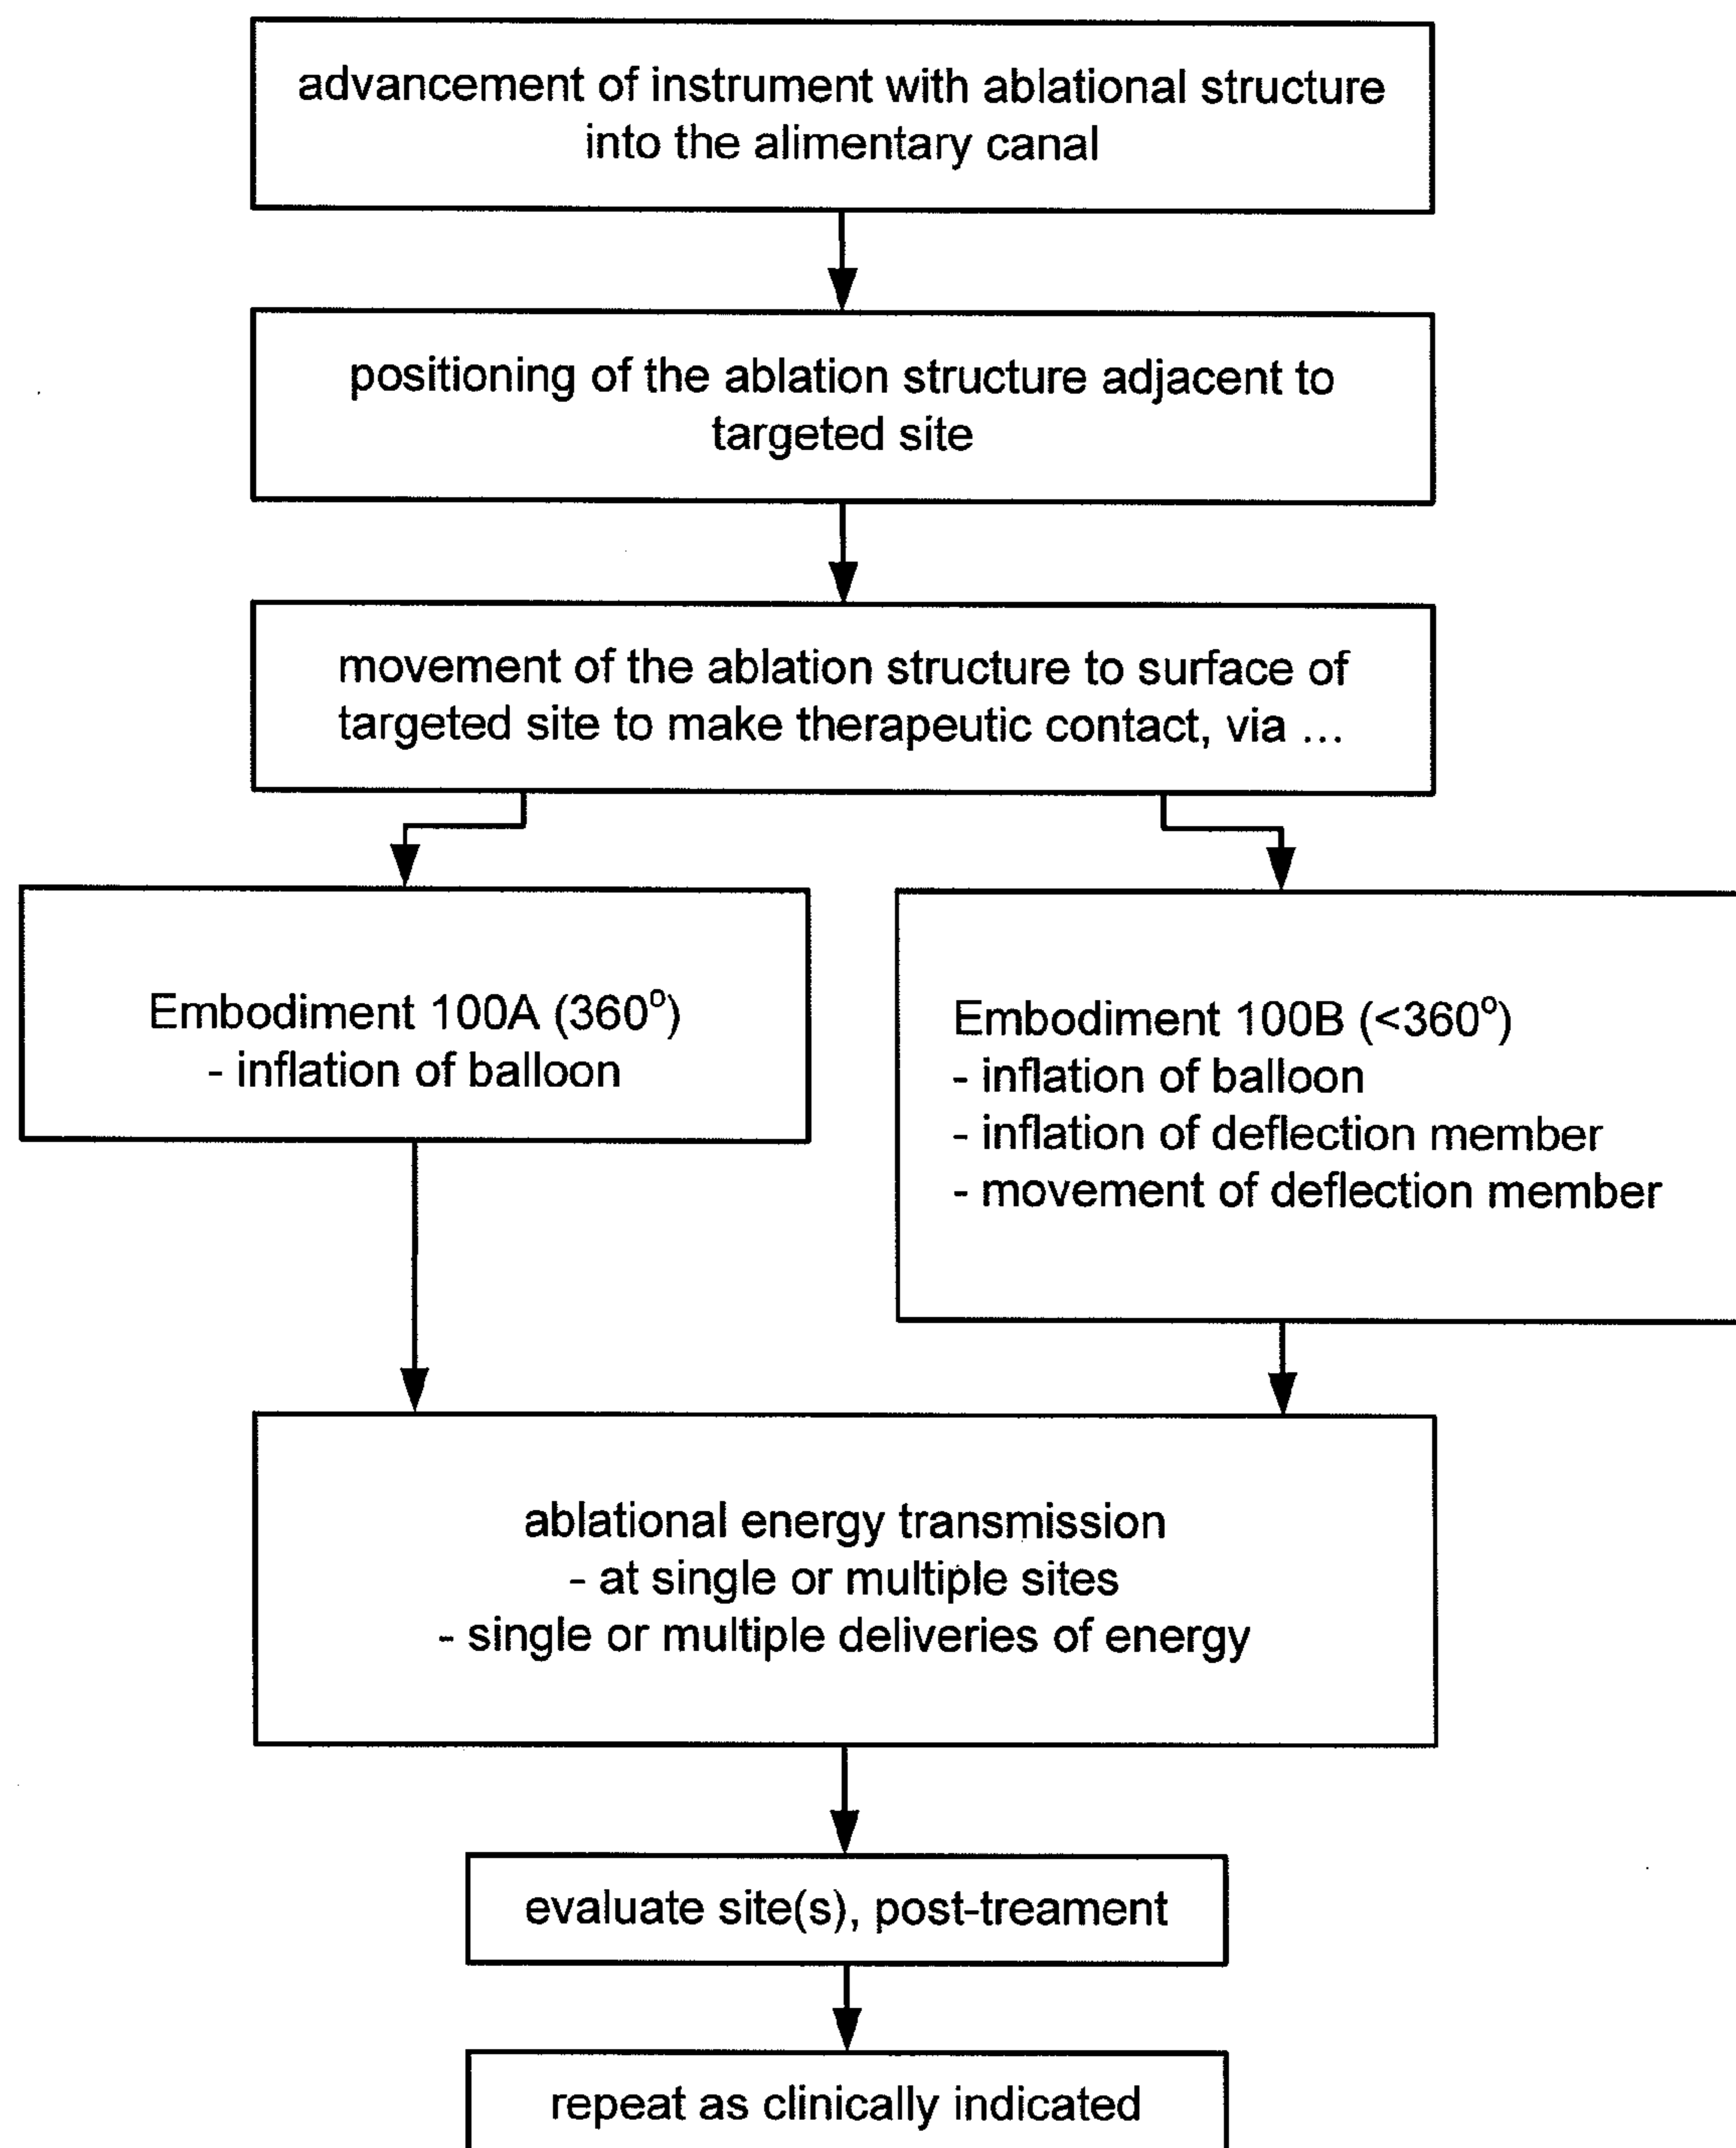 advancement of instrument with ablational structure
into the alimentary canal
positioning of the ablation structure adjacent to
targeted site
movement of the ablation structure to surface of
targeted site to make therapeutic contact, via ...
Embodiment 100A (360°)
- inflation of balloon
Embodiment 100B (<360°)
- inflation of balloon
- inflation of deflection member
- movement of deflection member
ablational energy transmission
- at single or multiple sites
- single or multiple deliveries of energy
evaluate site(s), post-treament
repeat as clinically indicated